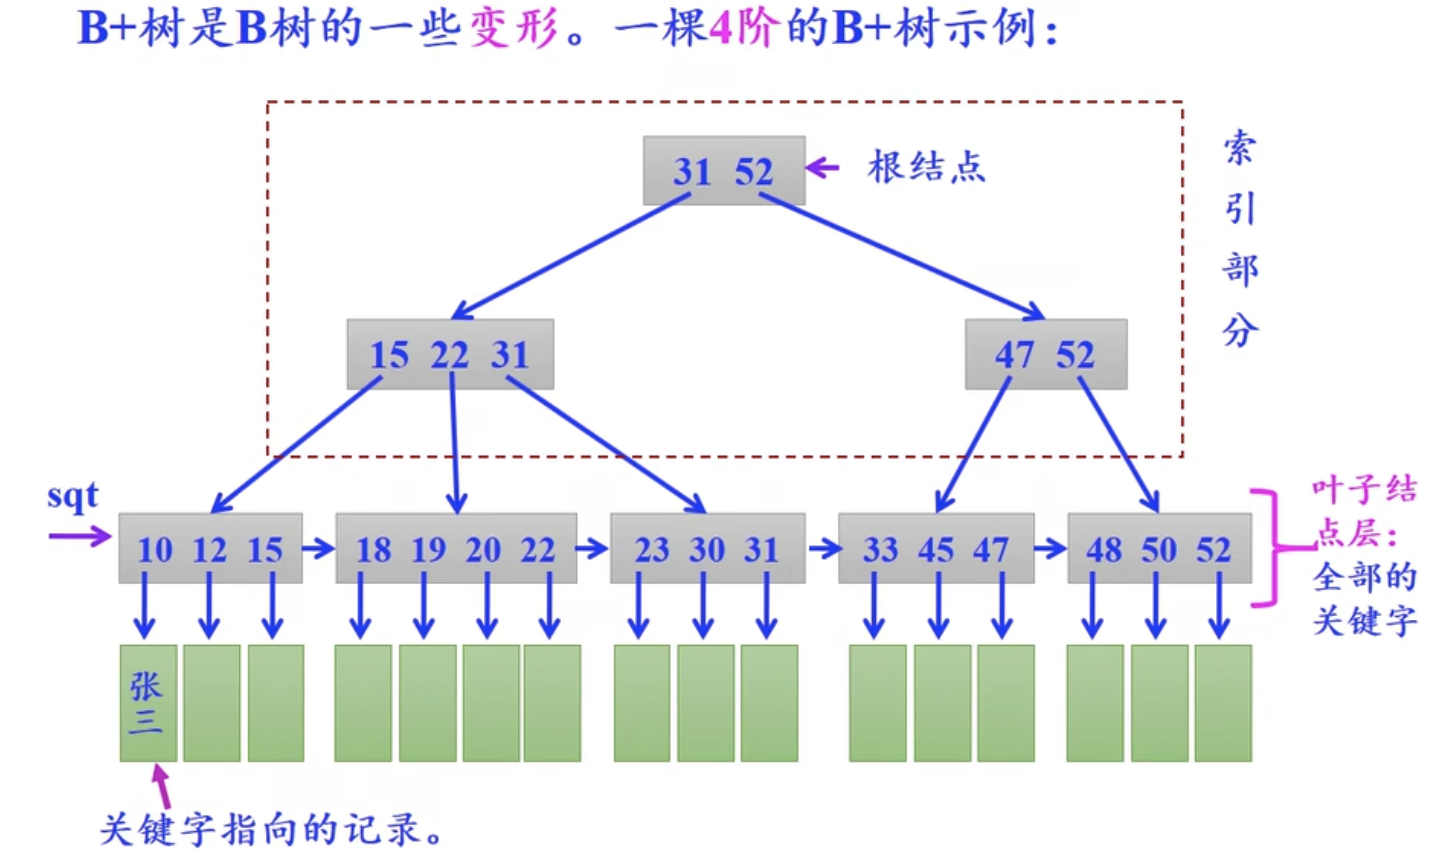 B+树是B树的一些变形。一棵4阶的B+树示例：
31 52
根结点
索引部分
15 22 31
47 52
sqt
10 12 15
18 19 20 22
23 30 31
33 45 47
48 50 52
叶子结
点层：
全部的
关键字
张三
关键字指向的记录。